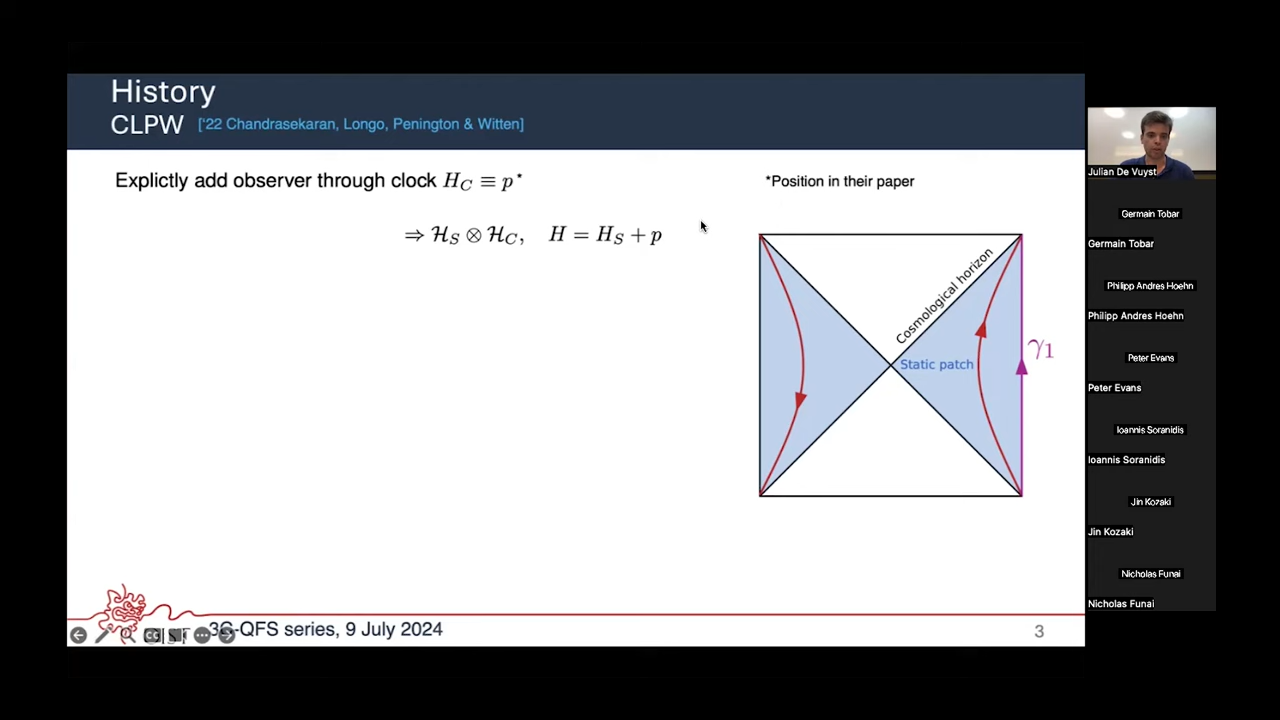 History
CLPW ['22 Chandrasekaran, Longo, Penington & Witten]
Explictly add observer through clock H_C ≡ p*
*Position in their paper
⇒ ℋ_S ⊗ ℋ_C, H = H_S + p
Cosmological horizon
Static patch
γ₁
3G-QFS series, 9 July 2024
3
Julian De Vuyst
Germain Tobar
Germain Tobar
Philipp Andres Hoehn
Philipp Andres Hoehn
Peter Evans
Peter Evans
Ioannis Soranidis
Ioannis Soranidis
Jin Kozaki
Jin Kozaki
Nicholas Funai
Nicholas Funai